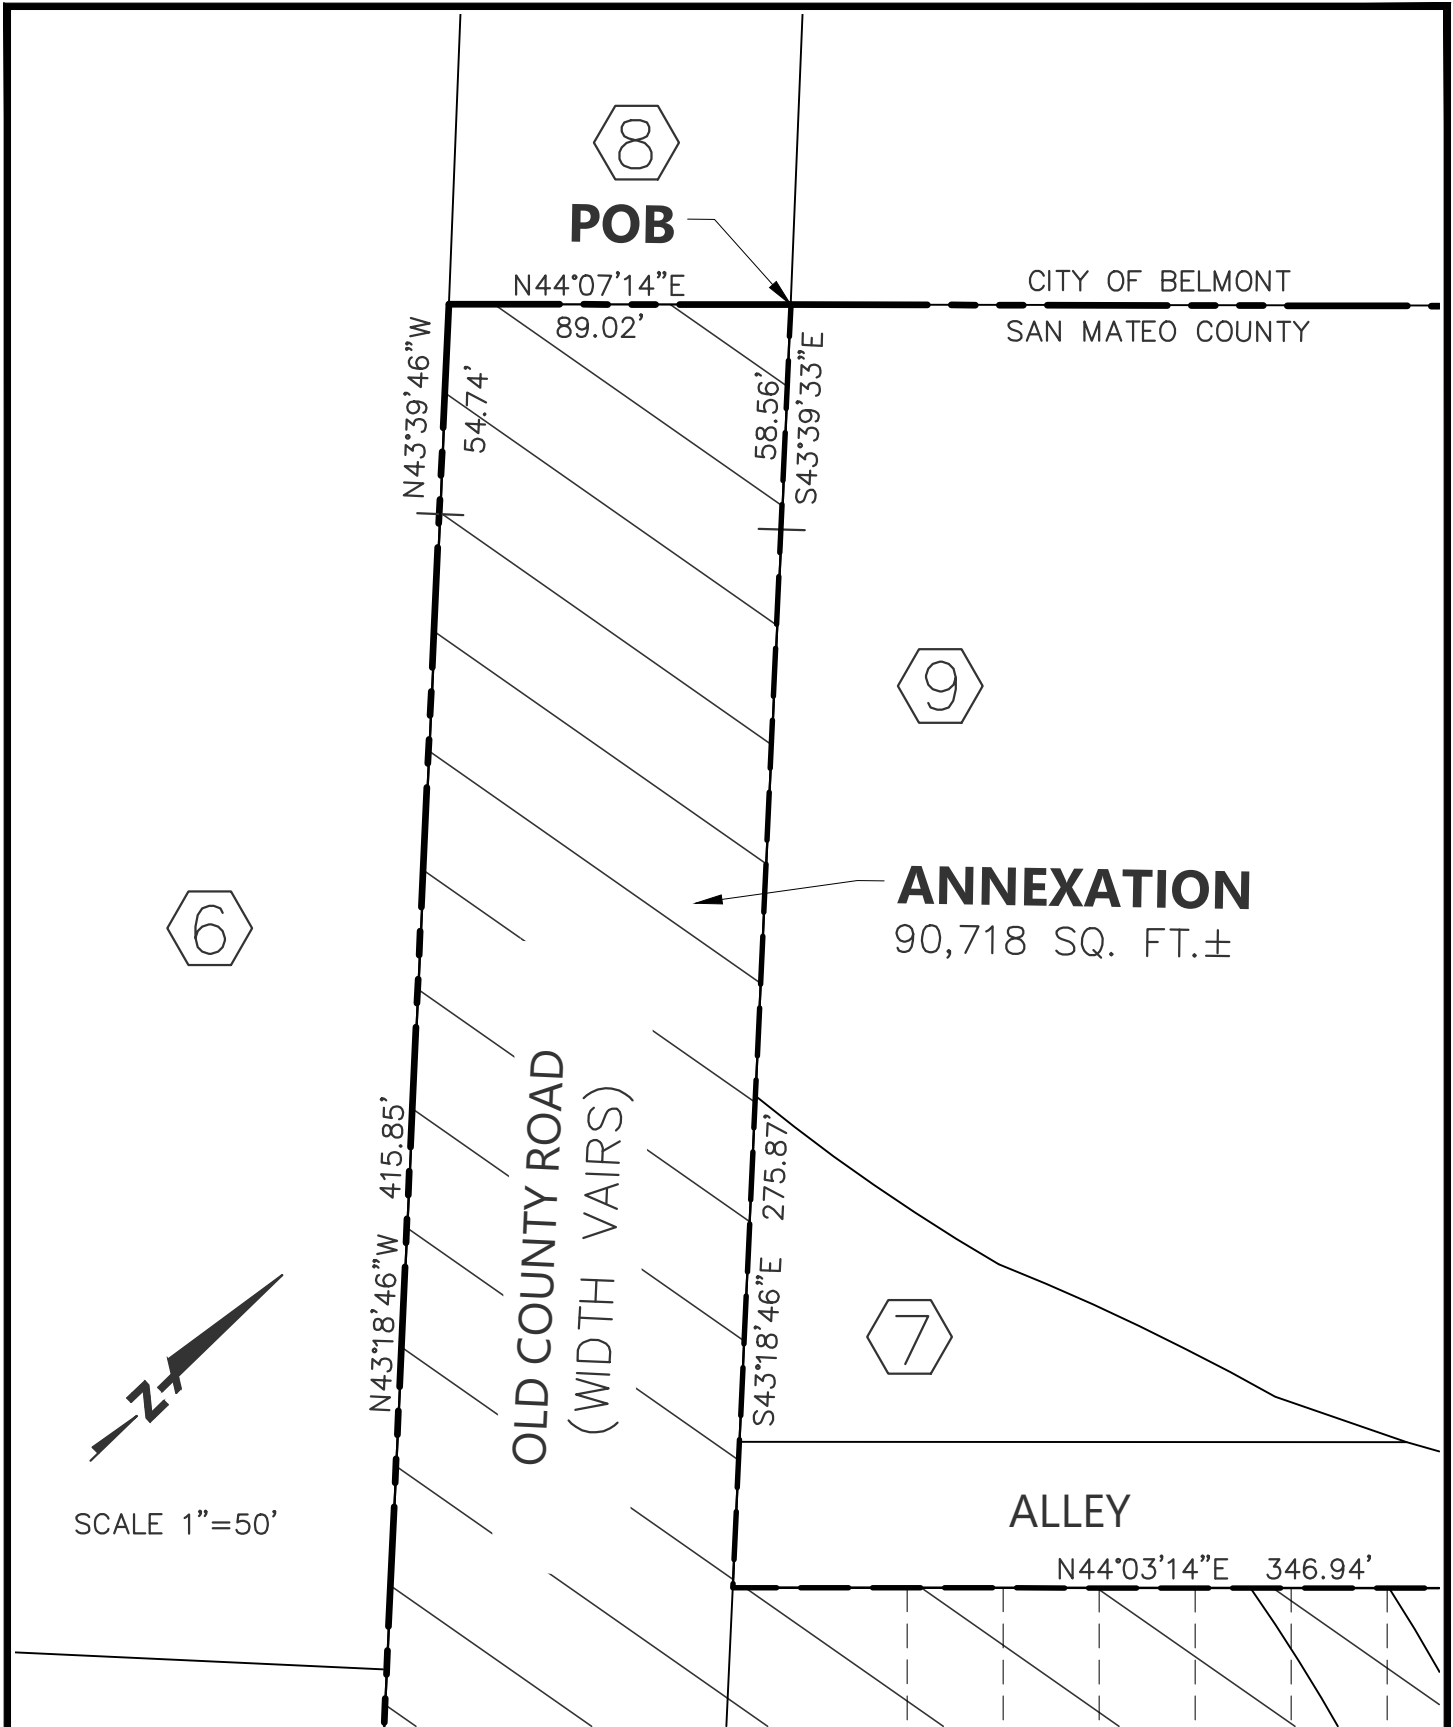 8
POB
N44°07'14"E
89.02'
CITY OF BELMONT
SAN MATEO COUNTY
N43°39'46"W
54.74'
58.56'
S43°39'33"E
9
ANNEXATION
90,718 SQ. FT.±
6
415.85'
N43°18'46"W
OLD COUNTY ROAD
(WIDTH VAIRS)
275.87'
S43°18'46"E
7
N
SCALE 1"=50'
ALLEY
N44°03'14"E 346.94'